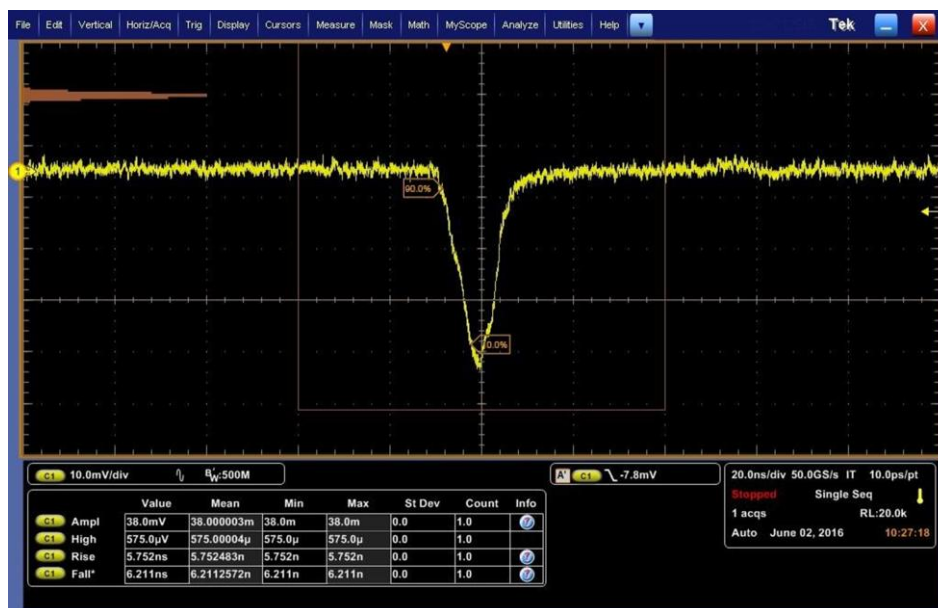 File Edit Vertical Horiz/Acq Trig Display Cursors Measure Mask Math MyScope Analyze Utilities Help Tek X
1
90.0%
0.0%
C1 10.0mV/div BW:500M
A' C1 -7.8mV
20.0ns/div 50.0GS/s IT 10.0ps/pt
Stopped Single Seq
1 acqs RL:20.0k
Auto June 02, 2016 10:27:18
Value Mean Min Max St Dev Count Info
C1 Ampl 38.0mV 38.000003m 38.0m 38.0m 0.0 1.0
C1 High 575.0µV 575.00004µ 575.0µ 575.0µ 0.0 1.0
C1 Rise 5.752ns 5.752483n 5.752n 5.752n 0.0 1.0
C1 Fall* 6.211ns 6.2112572n 6.211n 6.211n 0.0 1.0